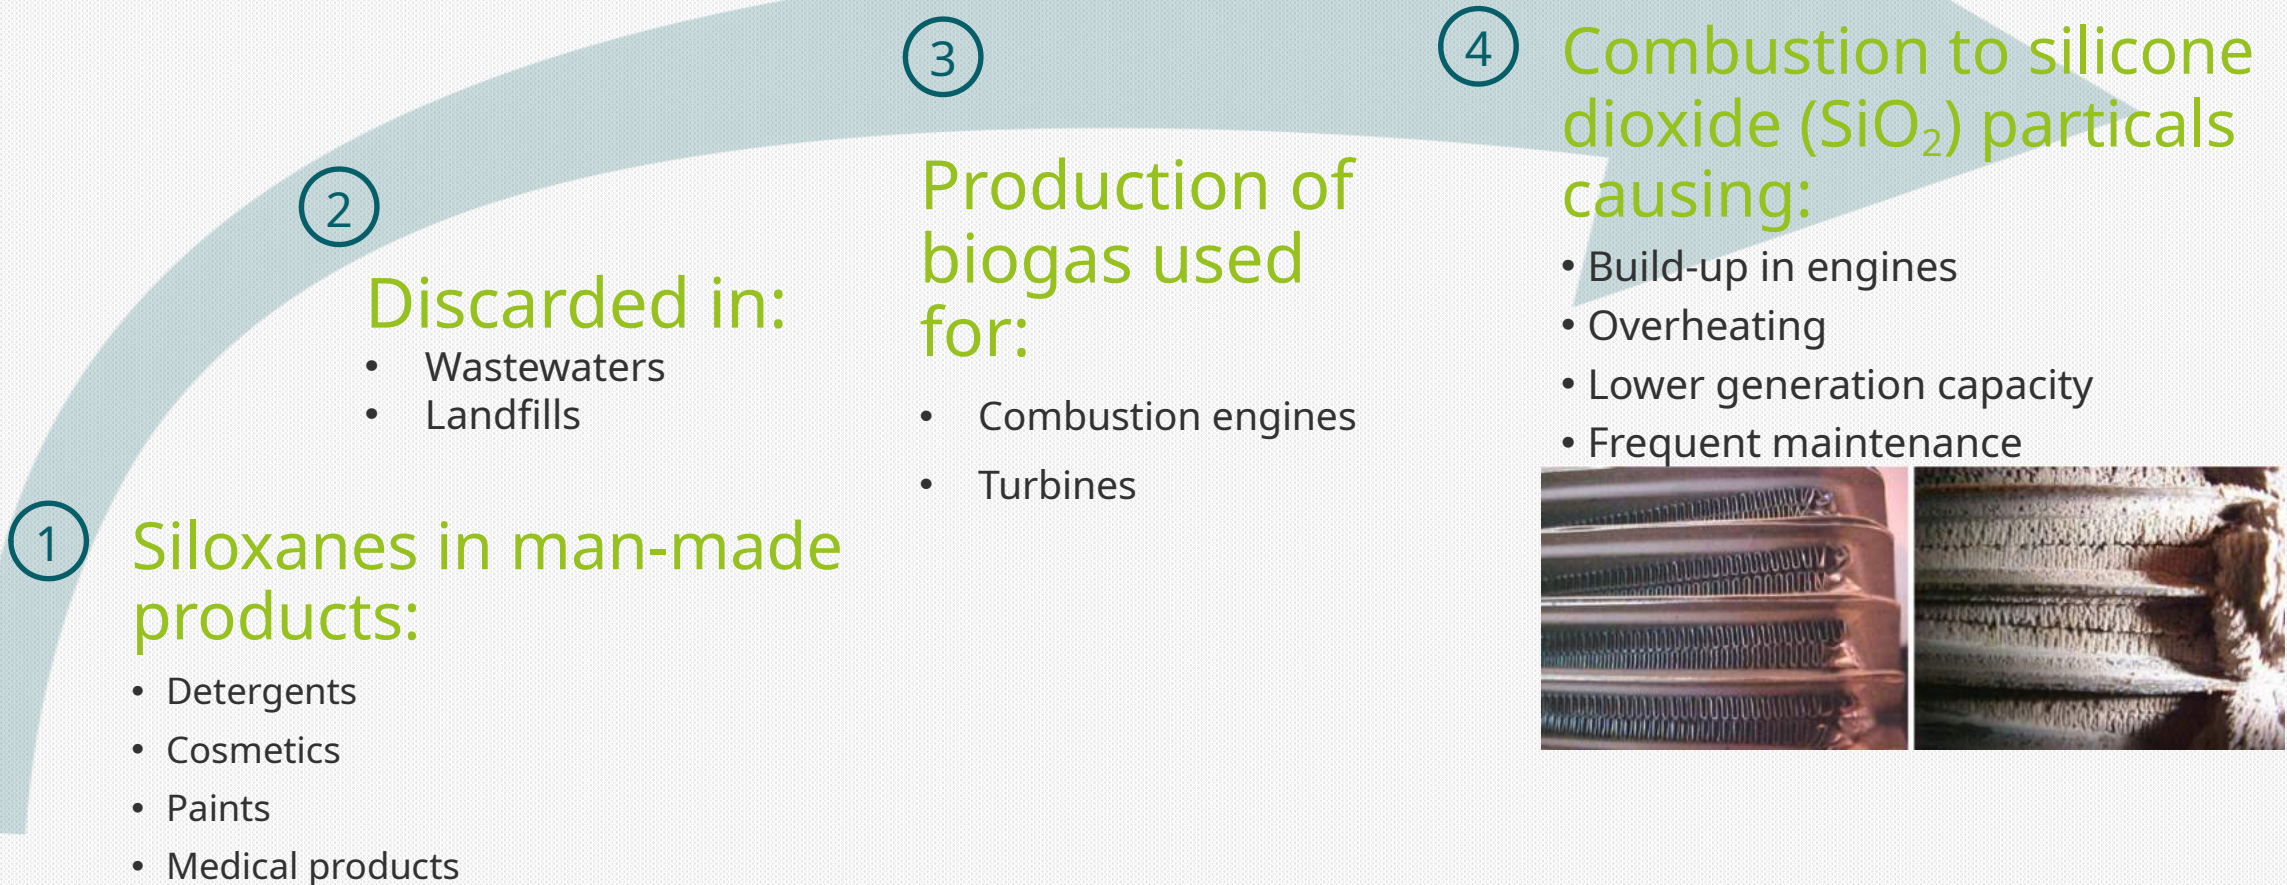 1
Siloxanes in man-made
products:
• Detergents
• Cosmetics
• Paints
• Medical products
2
Discarded in:
• Wastewaters
• Landfills
3
Production of
biogas used
for:
• Combustion engines
• Turbines
4
Combustion to silicone
dioxide (SiO₂) particals
causing:
• Build-up in engines
• Overheating
• Lower generation capacity
• Frequent maintenance